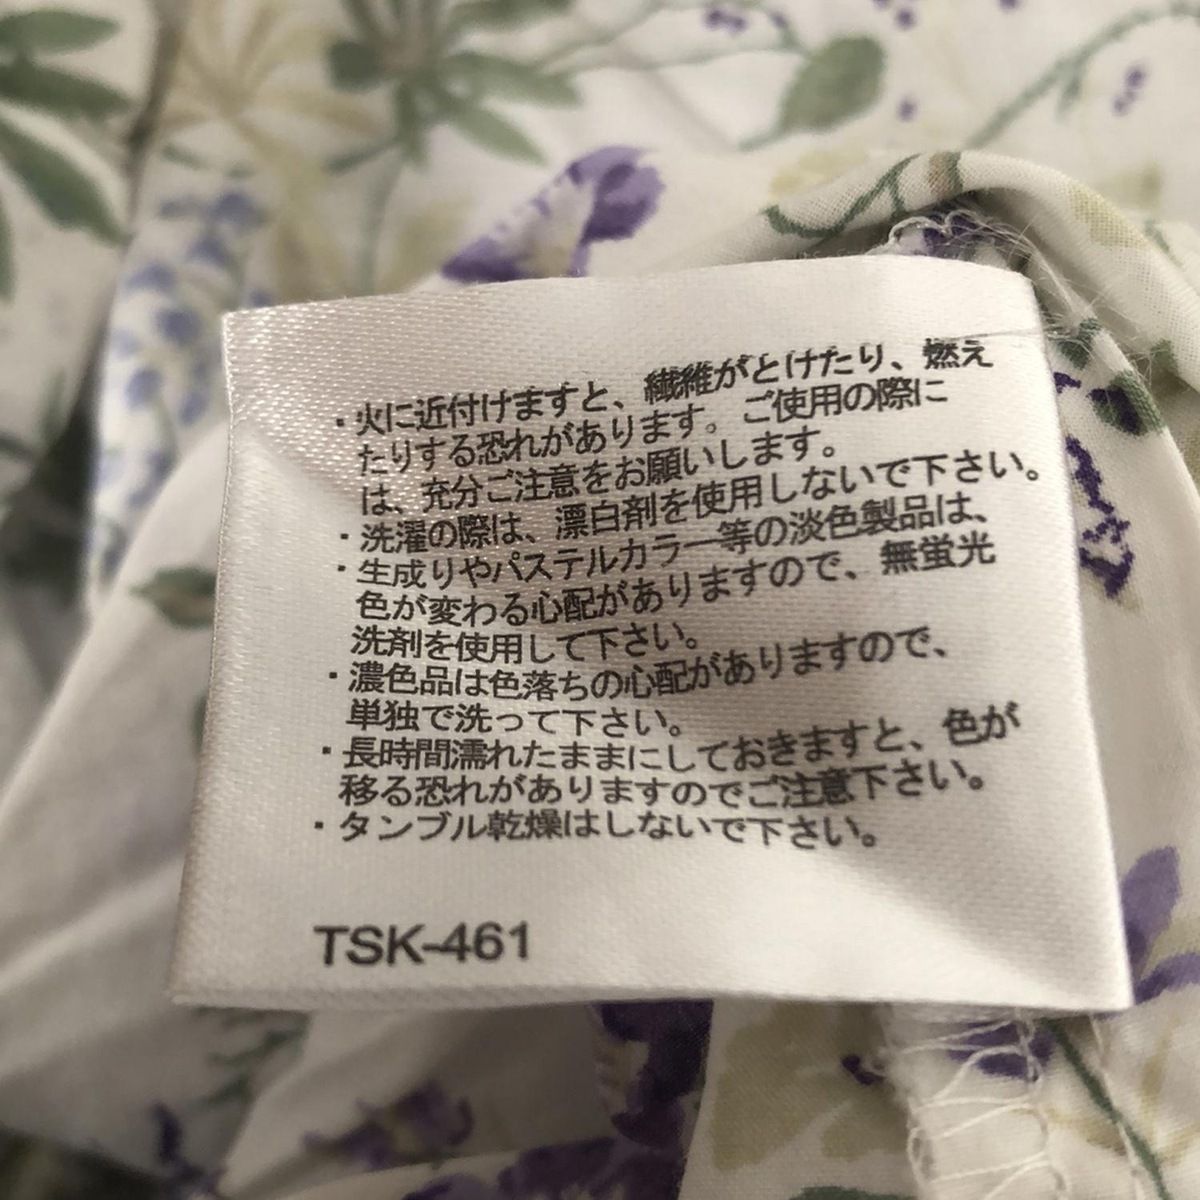 ・火に近付けますと、繊維がとけたり、燃え
たりする恐れがあります。ご使用の際に
は、充分ご注意をお願いします。
・洗濯の際は、漂白剤を使用しないで下さい。
・生成りやパステルカラー等の淡色製品は、
色が変わる心配がありますので、無蛍光
洗剤を使用して下さい。
・濃色品は色落ちの心配がありますので、
単独で洗って下さい。
・長時間濡れたままにしておきますと、色が
移る恐れがありますのでご注意下さい。
・タンブル乾燥はしないで下さい。
TSK-461